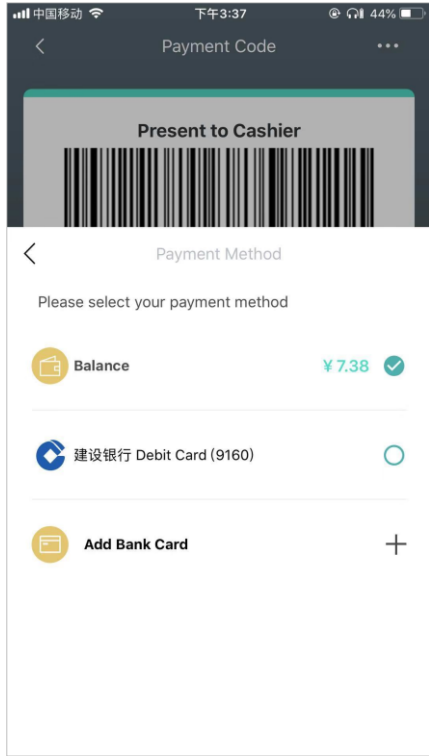 中国移动 下午3:37 44%
Payment Code
Present to Cashier
Payment Method
Please select your payment method
Balance ¥ 7.38
建设银行 Debit Card (9160)
Add Bank Card